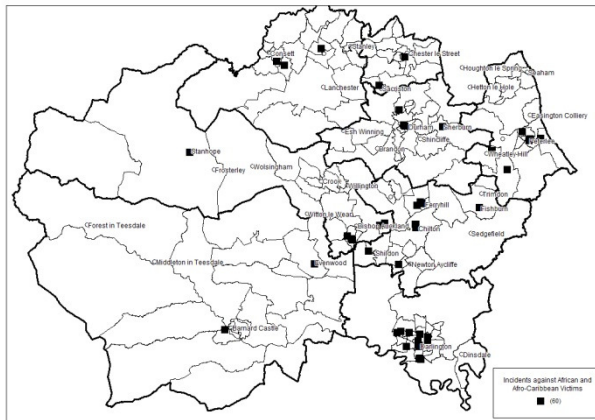 Stanley
Chester le Street
Consett
Houghton le Spring
Seaham
Lanchester
Sacriston
Hetton le Hole
Easington Colliery
Durham
Sherburn
Esh Winning
Shincliffe
Peterlee
Brandon
Wheatley Hill
Stanhope
Frosterley
Wolsingham
Crook
Willington
Trimdon
Ferryhill
Fishburn
Witton le Wear
Forest in Teesdale
Bishop Auckland
Chilton
Sedgefield
Shildon
Middleton in Teesdale
Evenwood
Newton Aycliffe
Barnard Castle
Darlington
Dinsdale
Incidents against African and
Afro-Caribbean Victims
(60)